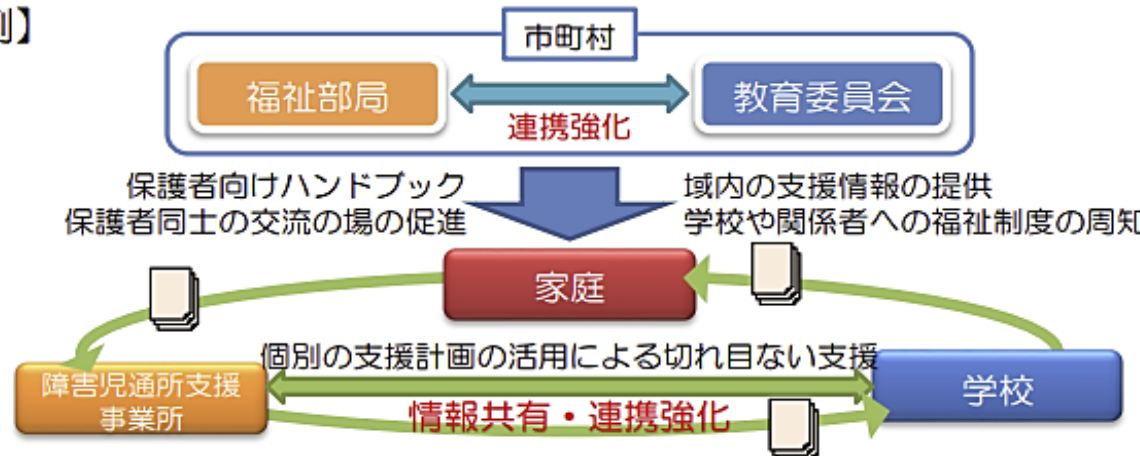 例】
市町村
福祉部局
教育委員会
連携強化
保護者向けハンドブック
保護者同士の交流の場の促進
域内の支援情報の提供
学校や関係者への福祉制度の周知
家庭
個別の支援計画の活用による切れ目ない支援
障害児通所支援
事業所
学校
情報共有・連携強化